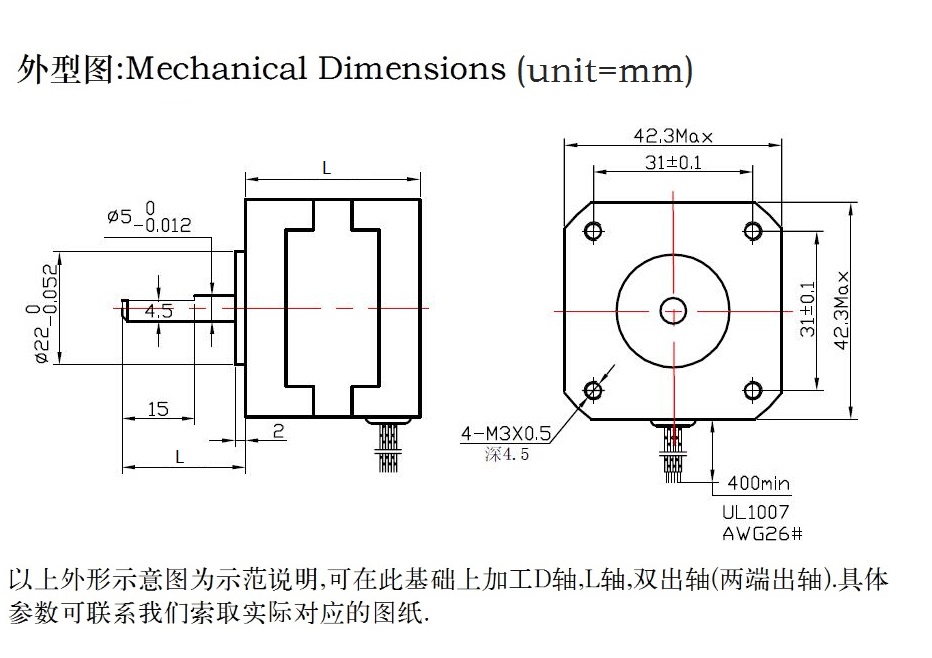 外型图:Mechanical Dimensions (unit=mm)
42.3Max
31±0.1
L
ø5 0
-0.012
ø22 0
-0.052
4.5
31±0.1
42.3Max
15
2
L
4-M3X0.5
深4.5
400min
UL1007
AWG26#
以上外形示意图为示范说明,可在此基础上加工D轴,L轴,双出轴(两端出轴).具体
参数可联系我们索取实际对应的图纸.